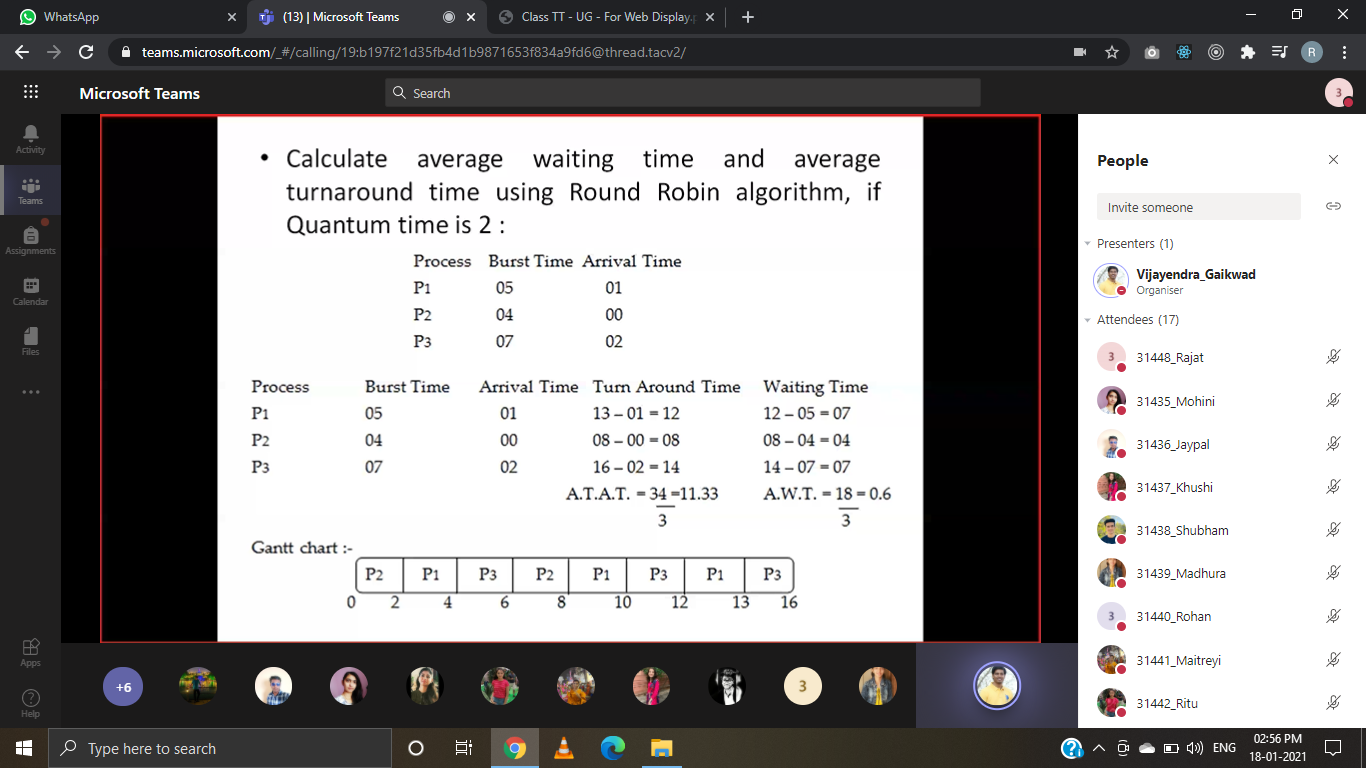 WhatsApp
(13) | Microsoft Teams
Class TT - UG - For Web Display.p
teams.microsoft.com/_#/calling/19:b197f21d35fb4d1b9871653f834a9fd6@thread.tacv2/
R
Microsoft Teams
Search
3
Activity
Teams
Assignments
Calendar
Files
Apps
Help
• Calculate average waiting time and average
turnaround time using Round Robin algorithm, if
Quantum time is 2 :
Process Burst Time Arrival Time
P1 05 01
P2 04 00
P3 07 02
Process Burst Time Arrival Time Turn Around Time Waiting Time
P1 05 01 13 – 01 = 12 12 – 05 = 07
P2 04 00 08 – 00 = 08 08 – 04 = 04
P3 07 02 16 – 02 = 14 14 – 07 = 07
A.T.A.T. = 34 =11.33 A.W.T. = 18 = 0.6
3 3
Gantt chart :-
P2 P1 P3 P2 P1 P3 P1 P3
0 2 4 6 8 10 12 13 16
+6
3
People
Invite someone
Presenters (1)
Vijayendra_Gaikwad
Organiser
Attendees (17)
3 31448_Rajat
31435_Mohini
31436_Jaypal
31437_Khushi
31438_Shubham
31439_Madhura
3 31440_Rohan
31441_Maitreyi
31442_Ritu
Type here to search
ENG
02:56 PM
18-01-2021